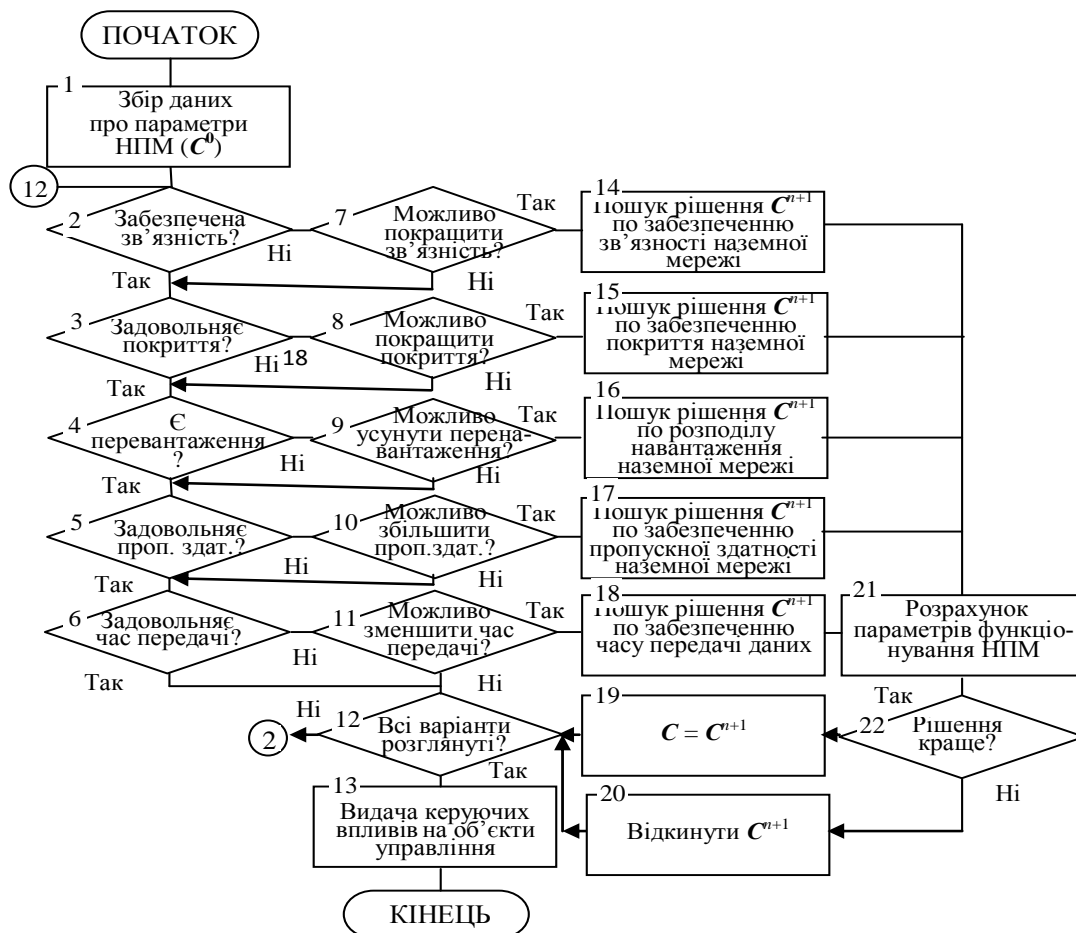 ПОЧАТОК
1
Збір даних
про параметри
НПМ (C⁰)
12
2
Забезпечена
зв’язність?
Ні
Так
7
Можливо
покращити
зв’язність?
Так
Ні
14
Пошук рішення Cⁿ⁺¹
по забезпеченню
зв’язності наземної
мережі
3
Задовольняє
покриття?
Ні 18
Так
8
Можливо
покращити
покриття?
Так
Ні
15
Пошук рішення Cⁿ⁺¹
по забезпеченню
покриття наземної
мережі
4
Є
перевантаження
?
Ні
Так
9
Можливо
усунути перена-
вантаження?
Так
Ні
16
Пошук рішення Cⁿ⁺¹
по розподілу
навантаження
наземної мережі
5
Задовольняє
проп. здат.?
Ні
Так
10
Можливо
збільшити
проп.здат.?
Так
Ні
17
Пошук рішення Cⁿ⁺¹
по забезпеченню
пропускної здатності
наземної мережі
6
Задовольняє
час передачі?
Ні
Так
11
Можливо
зменшити час
передачі?
Так
Ні
18
Пошук рішення Cⁿ⁺¹
по забезпеченню
часу передачі даних
21
Розрахунок
параметрів функціо-
нування НПМ
Ні
2
12
Всі варіанти
розглянуті?
Так
19
C = Cⁿ⁺¹
Так
22
Рішення
краще?
Ні
13
Видача керуючих
впливів на об’єкти
управління
20
Відкинути Cⁿ⁺¹
КІНЕЦЬ